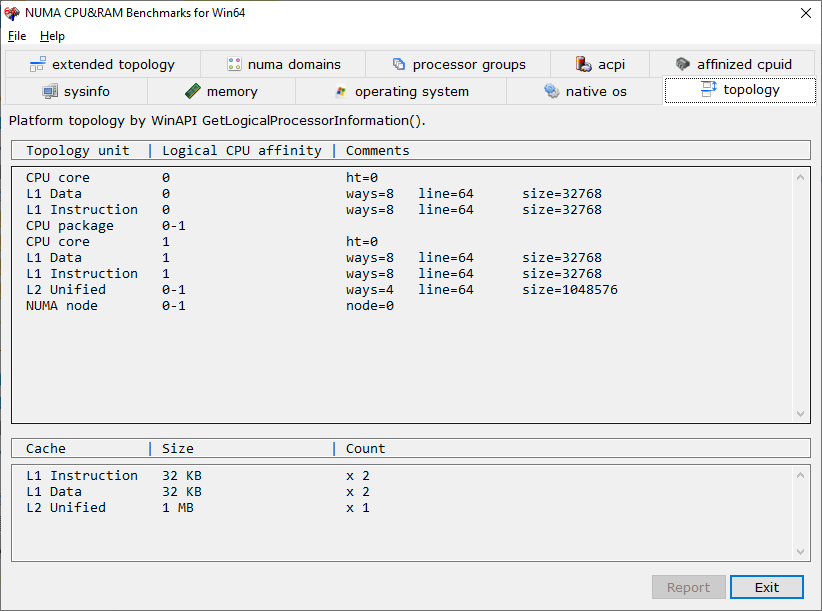 NUMA CPU&RAM Benchmarks for Win64
File Help
extended topology numa domains processor groups acpi affinized cpuid
sysinfo memory operating system native os topology
Platform topology by WinAPI GetLogicalProcessorInformation().
Topology unit | Logical CPU affinity | Comments
CPU core 0 ht=0
L1 Data 0 ways=8 line=64 size=32768
L1 Instruction 0 ways=8 line=64 size=32768
CPU package 0-1
CPU core 1 ht=0
L1 Data 1 ways=8 line=64 size=32768
L1 Instruction 1 ways=8 line=64 size=32768
L2 Unified 0-1 ways=4 line=64 size=1048576
NUMA node 0-1 node=0
Cache | Size | Count
L1 Instruction 32 KB x 2
L1 Data 32 KB x 2
L2 Unified 1 MB x 1
Report Exit